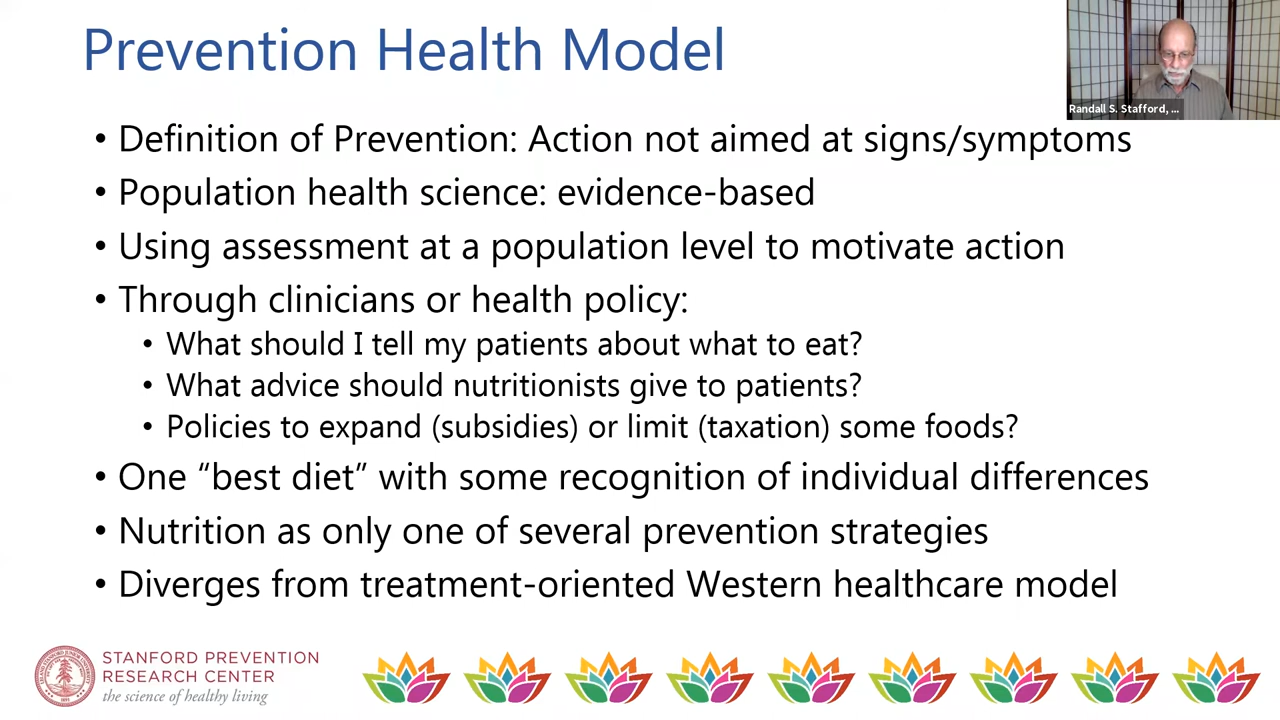 Prevention Health Model
Randall S. Stafford, ...
• Definition of Prevention: Action not aimed at signs/symptoms
• Population health science: evidence-based
• Using assessment at a population level to motivate action
• Through clinicians or health policy:
• What should I tell my patients about what to eat?
• What advice should nutritionists give to patients?
• Policies to expand (subsidies) or limit (taxation) some foods?
• One “best diet” with some recognition of individual differences
• Nutrition as only one of several prevention strategies
• Diverges from treatment-oriented Western healthcare model
STANFORD PREVENTION
RESEARCH CENTER
the science of healthy living